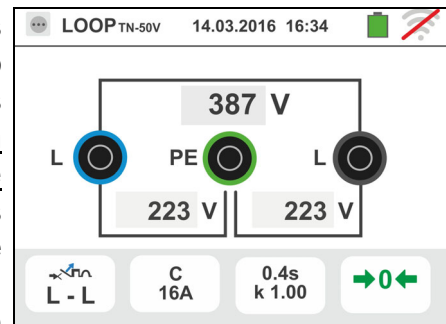 LOOP TN-50V 14.03.2016 16:34
387 V
L PE L
223 V 223 V
L - L C 16A 0.4s k 1.00 →0←